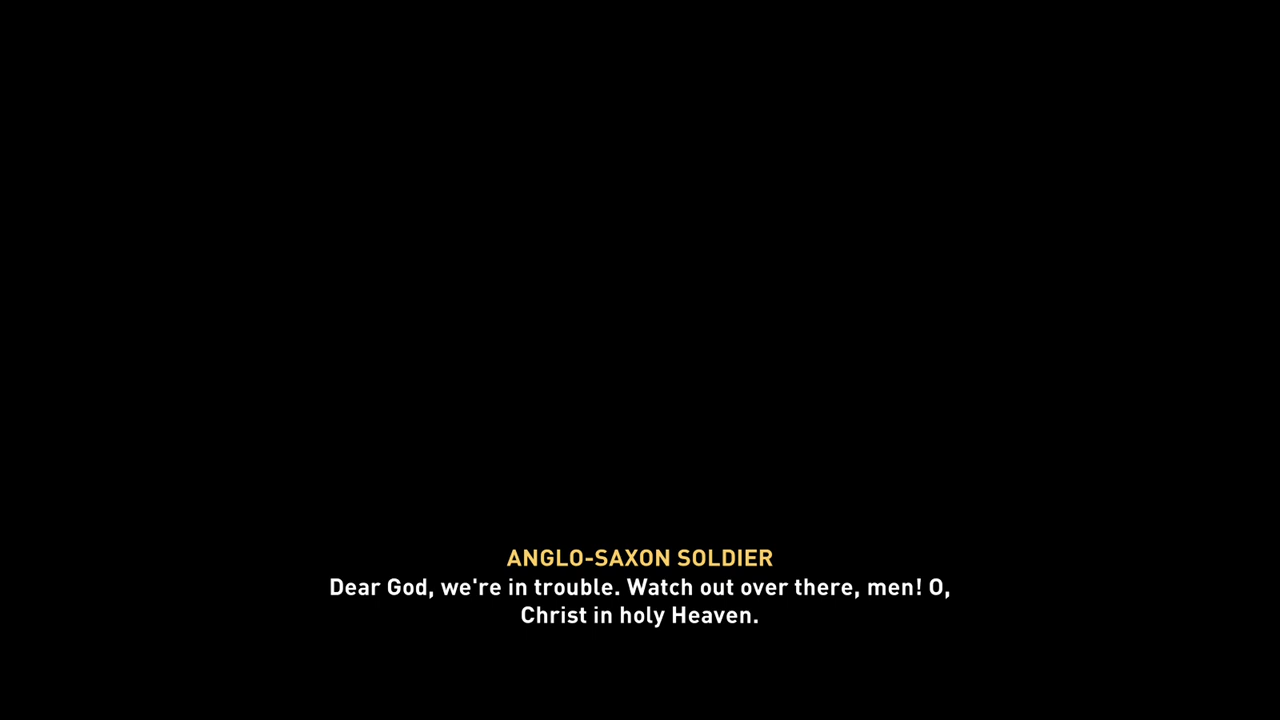 ANGLO-SAXON SOLDIER
Dear God, we're in trouble. Watch out over there, men! O,
Christ in holy Heaven.